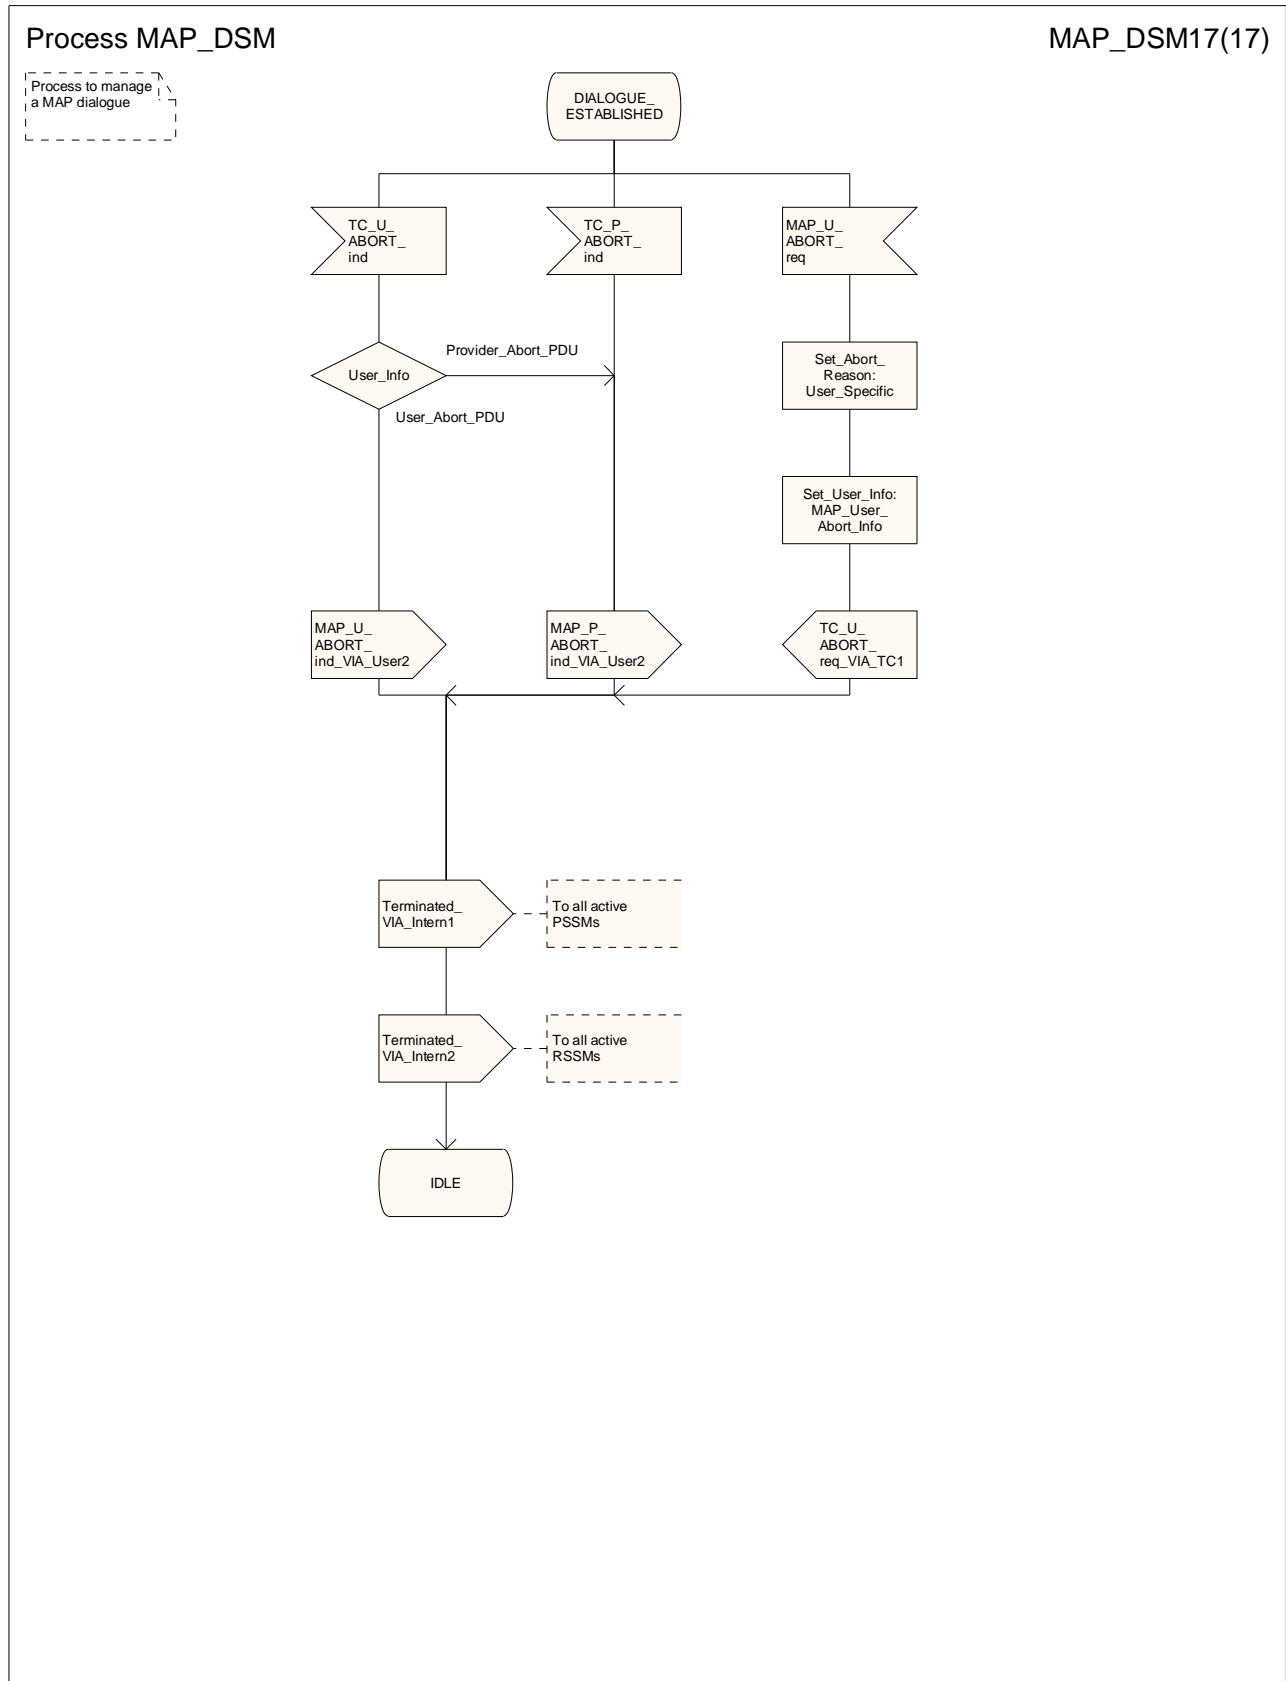 Process MAP_DSM
MAP_DSM17(17)
Process to manage
a MAP dialogue
DIALOGUE_
ESTABLISHED
TC_U_
ABORT_
ind
TC_P_
ABORT_
ind
MAP_U_
ABORT_
req
User_Info
Provider_Abort_PDU
User_Abort_PDU
Set_Abort_
Reason:
User_Specific
Set_User_Info:
MAP_User_
Abort_Info
MAP_U_
ABORT_
ind_VIA_User2
MAP_P_
ABORT_
ind_VIA_User2
TC_U_
ABORT_
req_VIA_TC1
Terminated_
VIA_Intern1
To all active
PSSMs
Terminated_
VIA_Intern2
To all active
RSSMs
IDLE